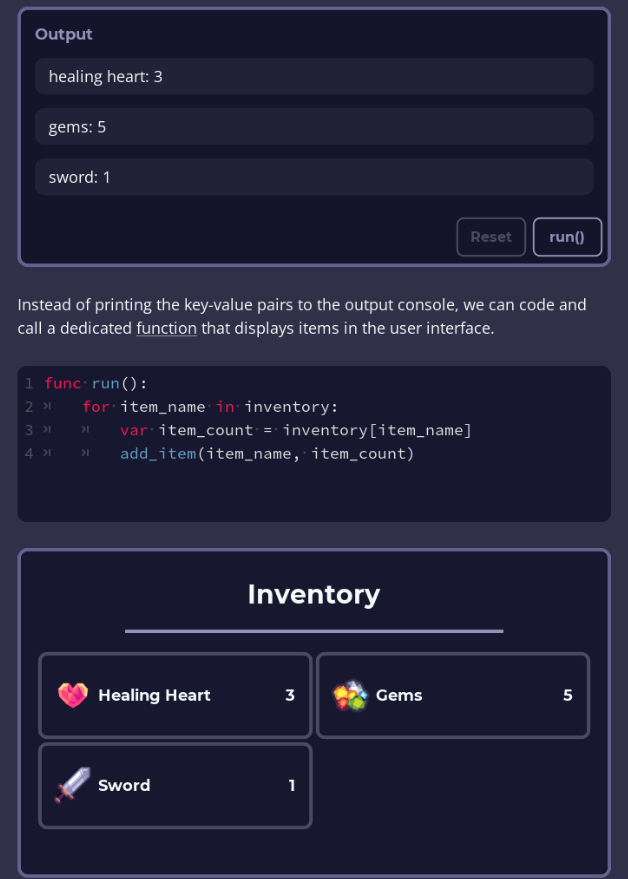 Output
healing heart: 3
gems: 5
sword: 1
Reset run()
Instead of printing the key-value pairs to the output console, we can code and
call a dedicated function that displays items in the user interface.
1 func run():
2 for item_name in inventory:
3 var item_count = inventory[item_name]
4 add_item(item_name, item_count)
Inventory
Healing Heart 3 Gems 5
Sword 1